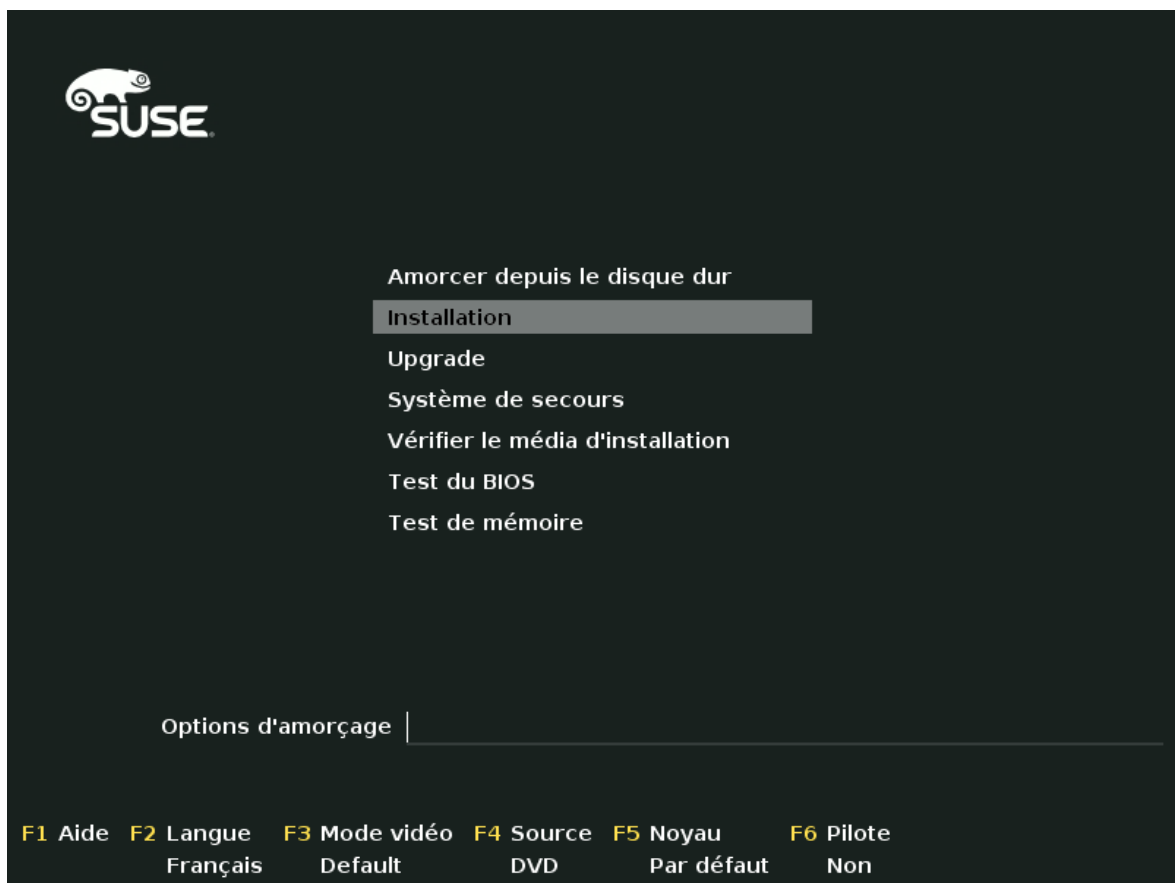 SUSE
Amorcer depuis le disque dur
Installation
Upgrade
Système de secours
Vérifier le média d'installation
Test du BIOS
Test de mémoire
Options d'amorçage
F1 Aide F2 Langue F3 Mode vidéo F4 Source F5 Noyau F6 Pilote
Français Default DVD Par défaut Non